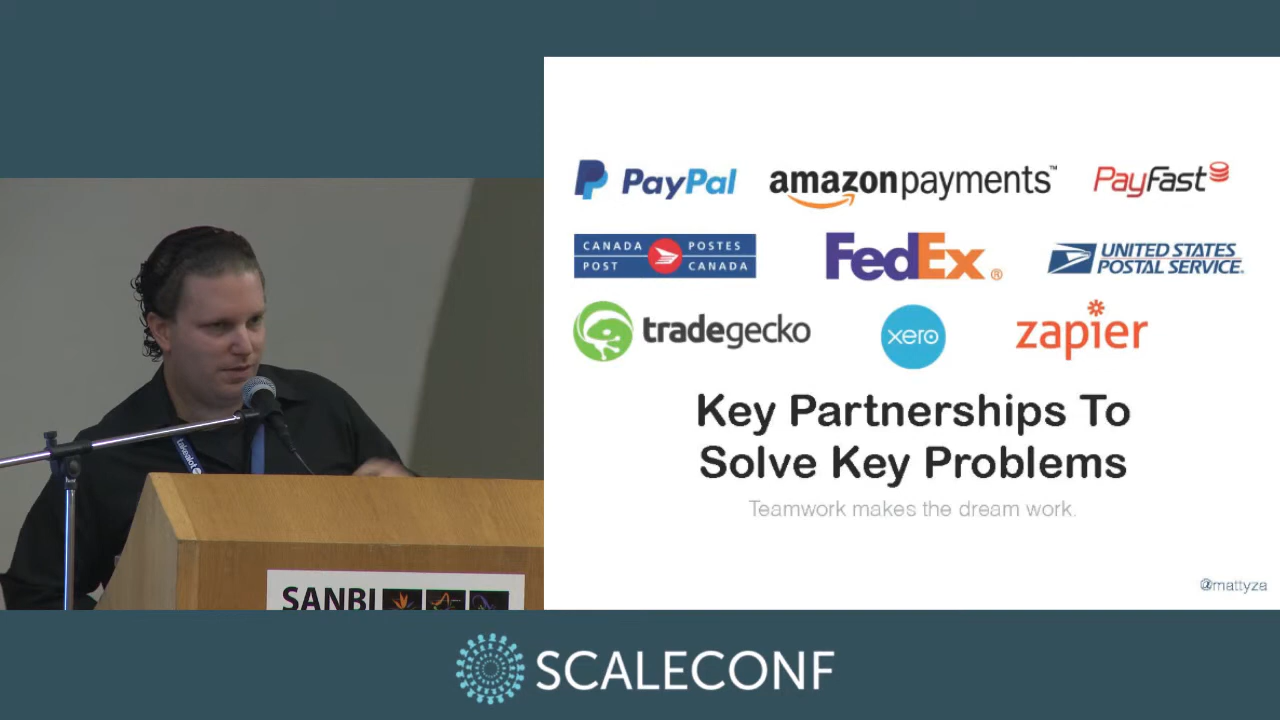 PayPal
amazonpayments™
PayFast
CANADA POSTES
POST CANADA
FedEx®
UNITED STATES
POSTAL SERVICE®
tradegecko
xero
zapier
Key Partnerships To
Solve Key Problems
Teamwork makes the dream work.
@mattyza
takealot
SANBI
SCALECONF